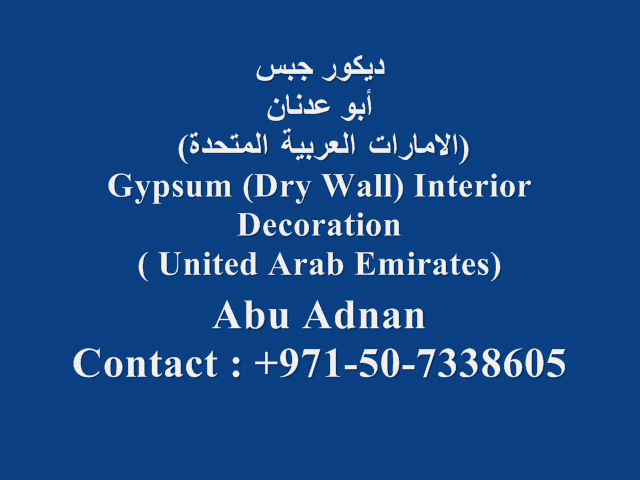 ديكور جبس
أبو عدنان
(الامارات العربية المتحدة)
Gypsum (Dry Wall) Interior
Decoration
( United Arab Emirates)
Abu Adnan
Contact : +971-50-7338605